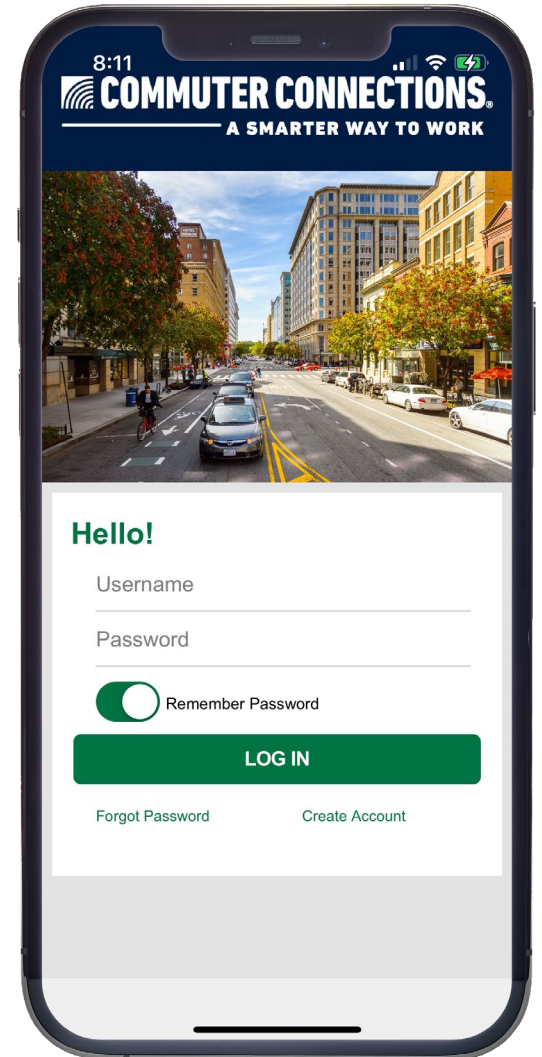 8:11
COMMUTER CONNECTIONS®
A SMARTER WAY TO WORK
Hello!
Username
Password
Remember Password
LOG IN
Forgot Password
Create Account